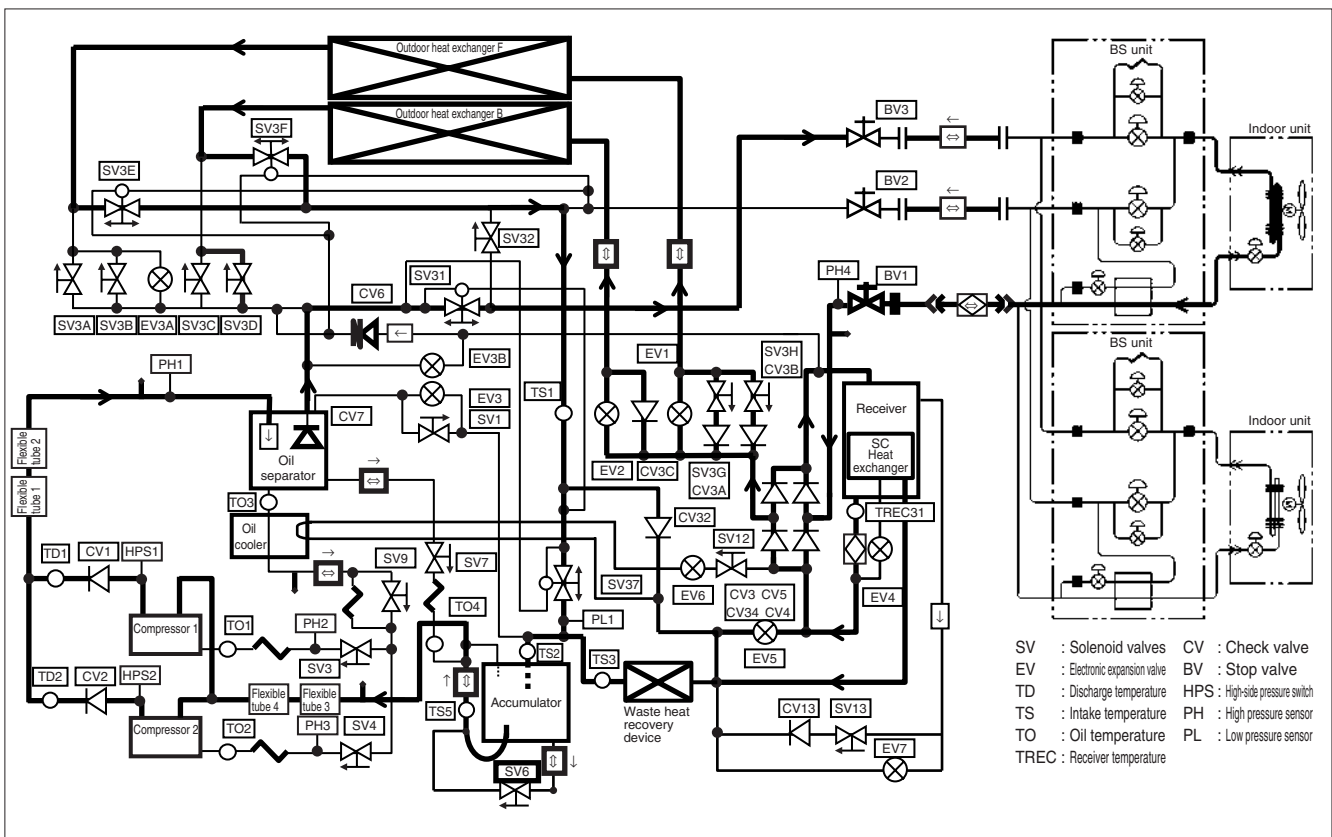 Outdoor heat exchanger F
Outdoor heat exchanger B
SV3F
SV3E
BV3
BV2
BS unit
Indoor unit
SV32
SV31
CV6
PH4
BV1
SV3A
SV3B
EV3A
SV3C
SV3D
EV3B
EV1
SV3H
CV3B
BS unit
Indoor unit
PH1
CV7
EV3
SV1
TS1
Receiver
SC
Heat
exchanger
Flexible
tube 2
Flexible
tube 1
Oil
separator
EV2
CV3C
SV3G
CV3A
TO3
Oil
cooler
CV32
SV12
TREC31
TD1
CV1
HPS1
SV9
SV7
SV37
EV6
CV3 CV5
CV34 CV4
EV4
Compressor 1
TO1
PH2
SV3
TO4
PL1
EV5
TD2
CV2
HPS2
Flexible
tube 4
Flexible
tube 3
TS2
TS3
TS5
Accumulator
Waste heat
recovery
device
Compressor 2
TO2
PH3
SV4
CV13
SV13
EV7
SV6
SV : Solenoid valves CV : Check valve
EV : Electronic expansion valve BV : Stop valve
TD : Discharge temperature HPS : High-side pressure switch
TS : Intake temperature PH : High pressure sensor
TO : Oil temperature PL : Low pressure sensor
TREC : Receiver temperature